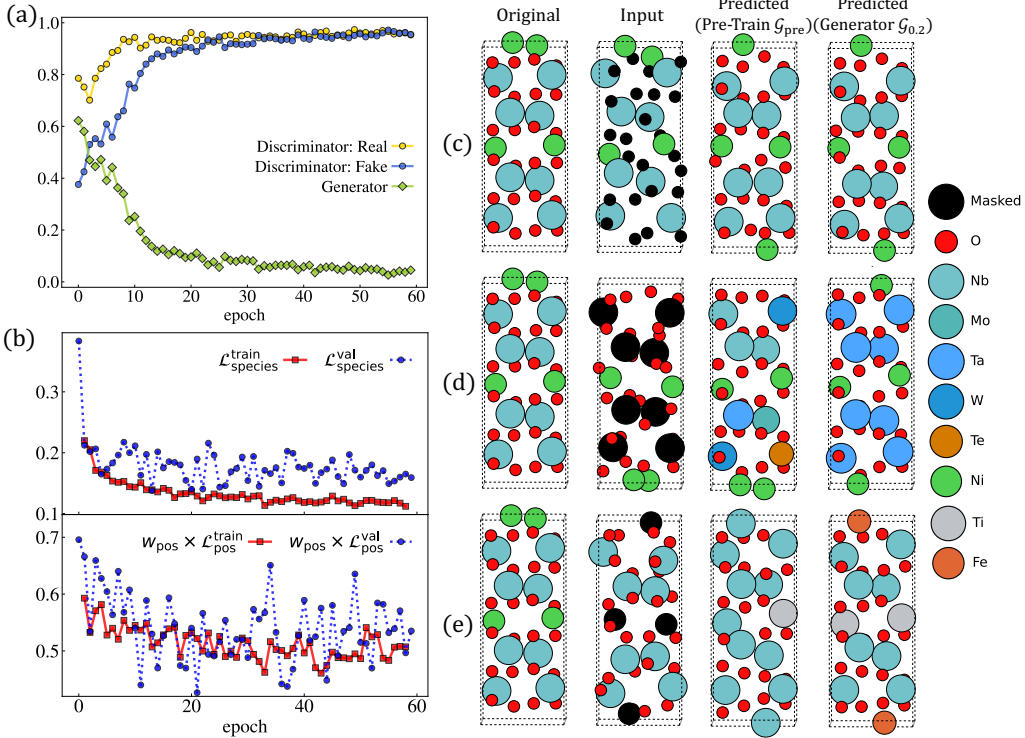 (a)
1.0
0.8
0.6
0.4
0.2
0.0
Discriminator: Real
Discriminator: Fake
Generator
0 10 20 30 40 50 60
epoch
(b)
0.3
0.2
0.1
ℒ^train_species ℒ^val_species
0.7
0.6
0.5
w_pos × ℒ^train_pos w_pos × ℒ^val_pos
0 20 40 60
epoch
Original Input Predicted (Pre-Train 𝒢_pre) Predicted (Generator 𝒢_0.2)
(c)
(d)
(e)
Masked
O
Nb
Mo
Ta
W
Te
Ni
Ti
Fe